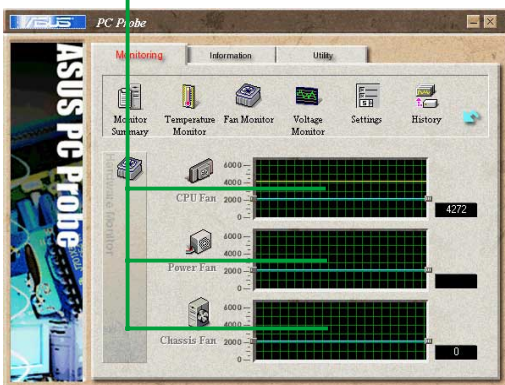 ASUS PC Probe
Monitoring Information Utility
ASUS PC Probe
Monitor Summary
Temperature Monitor
Fan Monitor
Voltage Monitor
Settings
History
Hardware Monitor
6000
4000
CPU Fan 2000
0
4272
6000
4000
Power Fan 2000
0
6000
4000
Chassis Fan 2000
0
0